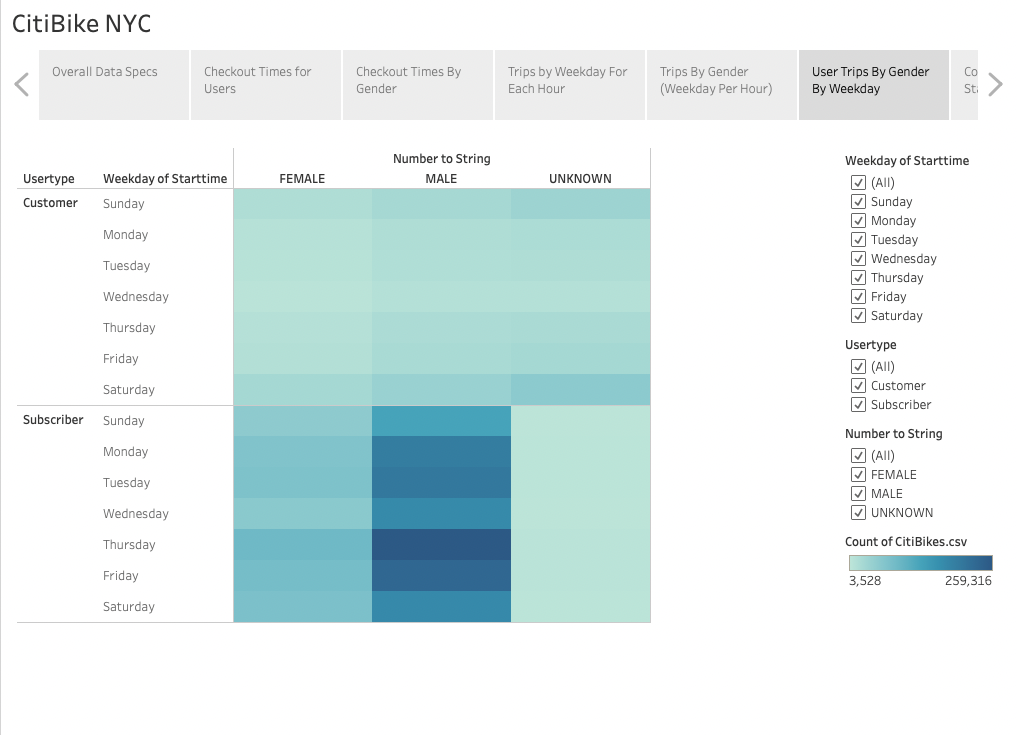 CitiBike NYC
Overall Data Specs
Checkout Times for
Users
Checkout Times By
Gender
Trips by Weekday For
Each Hour
Trips By Gender
(Weekday Per Hour)
User Trips By Gender
By Weekday
Co
Sta
Number to String
Usertype
Weekday of Starttime
FEMALE
MALE
UNKNOWN
Customer
Sunday
Monday
Tuesday
Wednesday
Thursday
Friday
Saturday
Subscriber
Sunday
Monday
Tuesday
Wednesday
Thursday
Friday
Saturday
Weekday of Starttime
(All)
Sunday
Monday
Tuesday
Wednesday
Thursday
Friday
Saturday
Usertype
(All)
Customer
Subscriber
Number to String
(All)
FEMALE
MALE
UNKNOWN
Count of CitiBikes.csv
3,528
259,316